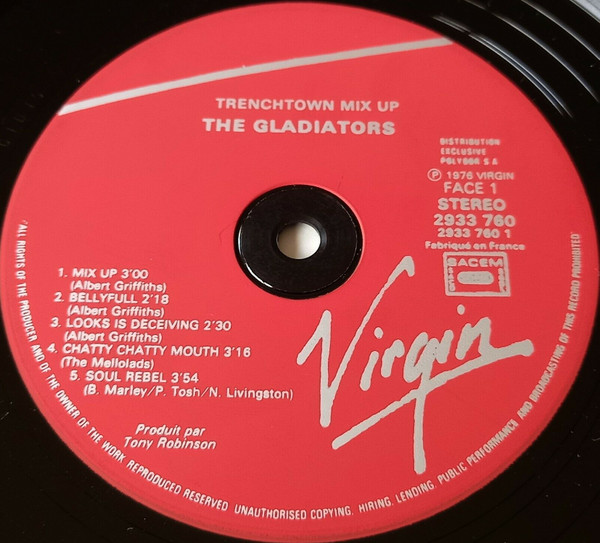 TRENCHTOWN MIX UP
THE GLADIATORS
DISTRIBUTION
EXCLUSIVE
POLYDOR S A
Ⓟ 1976 VIRGIN
FACE 1
STEREO
2933 760
2933 760 1
Fabriqué en France
SACEM
1. MIX UP 3'00
(Albert Griffiths)
2. BELLYFULL 2'18
(Albert Griffiths)
3. LOOKS IS DECEIVING 2'30
(Albert Griffiths)
4. CHATTY CHATTY MOUTH 3'16
(The Melloiads)
5. SOUL REBEL 3'54
(B. Marley/P. Tosh/N. Livingston)
Produit par
Tony Robinson
Virgin
"ALL RIGHTS OF THE PRODUCER AND OF THE OWNER OF THE WORK REPRODUCED RESERVED UNAUTHORISED COPYING. HIRING. LENDING. PUBLIC PERFORMANCE AND BROADCASTING OF THIS RECORD PROHIBITED"